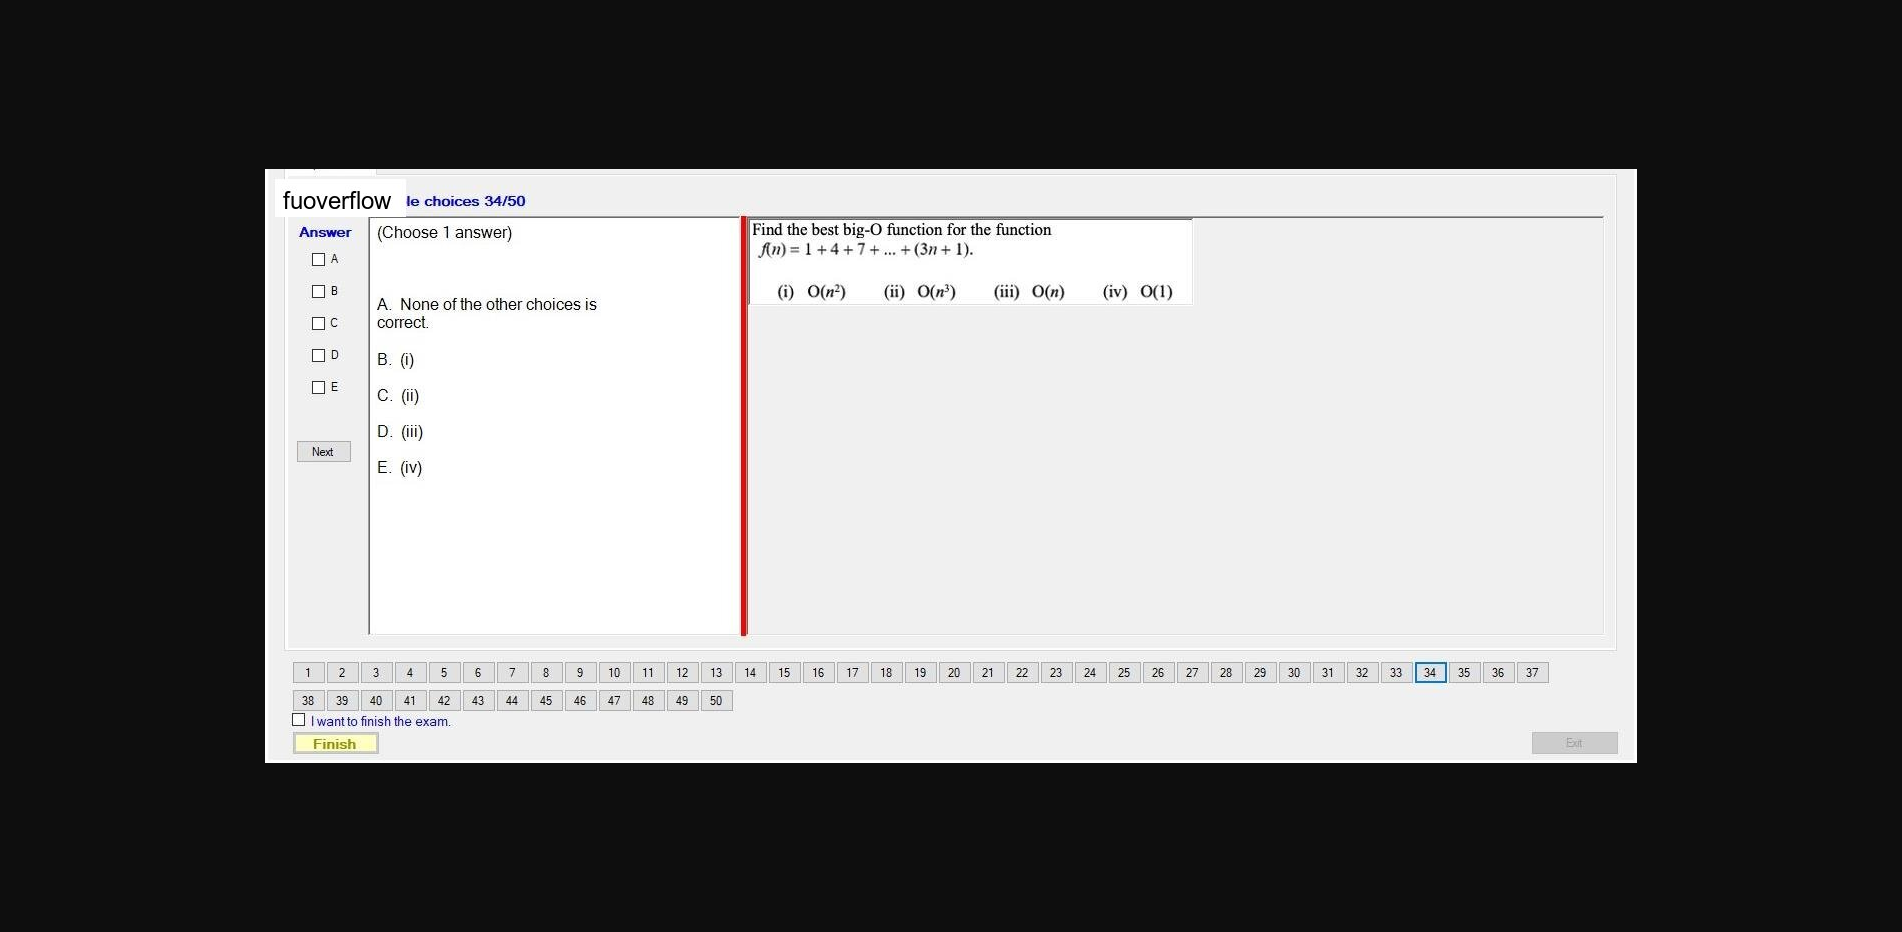 fuoverflow le choices 34/50
Answer
A
B
C
D
E
Next
(Choose 1 answer)
A. None of the other choices is
correct.
B. (i)
C. (ii)
D. (iii)
E. (iv)
Find the best big-O function for the function
f(n) = 1 + 4 + 7 + ... + (3n + 1).
(i) O(n²) (ii) O(n³) (iii) O(n) (iv) O(1)
1 2 3 4 5 6 7 8 9 10 11 12 13 14 15 16 17 18 19 20 21 22 23 24 25 26 27 28 29 30 31 32 33 34 35 36 37
38 39 40 41 42 43 44 45 46 47 48 49 50
I want to finish the exam.
Finish
Exit